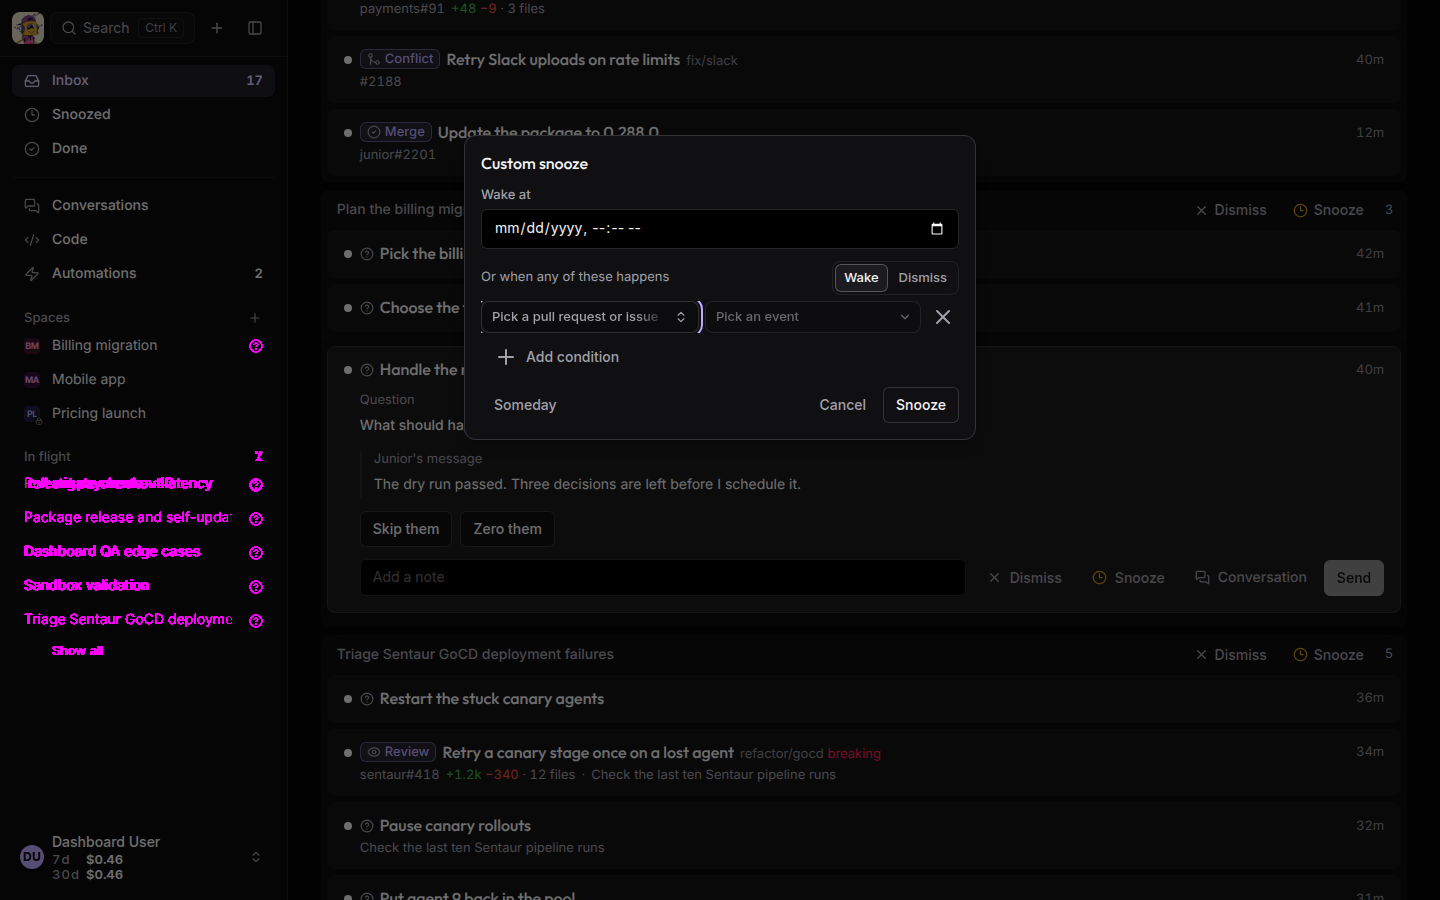 Search Ctrl K
Inbox 17
Snoozed
Done
Conversations
Code
Automations 2
Spaces
BM Billing migration
MA Mobile app
PL Pricing launch
In flight
Package release and self-updat
Dashboard QA edge cases
Sandbox validation
Triage Sentaur GoCD deployme
Show all
DU Dashboard User
7d $0.46
30d $0.46
payments#91 +48 −9 · 3 files
Conflict Retry Slack uploads on rate limits fix/slack 40m
#2188
Merge Update the package to 0.288.0 12m
junior#2201
Plan the billing mig Dismiss Snooze 3
Pick the billi 42m
Choose the 41m
Handle the 40m
Question
What should ha
Junior's message
The dry run passed. Three decisions are left before I schedule it.
Skip them Zero them
Add a note Dismiss Snooze Conversation Send
Custom snooze
Wake at
mm/dd/yyyy, --:-- --
Or when any of these happens Wake Dismiss
Pick a pull request or issue Pick an event
Add condition
Someday Cancel Snooze
Triage Sentaur GoCD deployment failures Dismiss Snooze 5
Restart the stuck canary agents 36m
Review Retry a canary stage once on a lost agent refactor/gocd breaking 34m
sentaur#418 +1.2k −340 · 12 files · Check the last ten Sentaur pipeline runs
Pause canary rollouts 32m
Check the last ten Sentaur pipeline runs
Put agent 9 back in the pool 31m